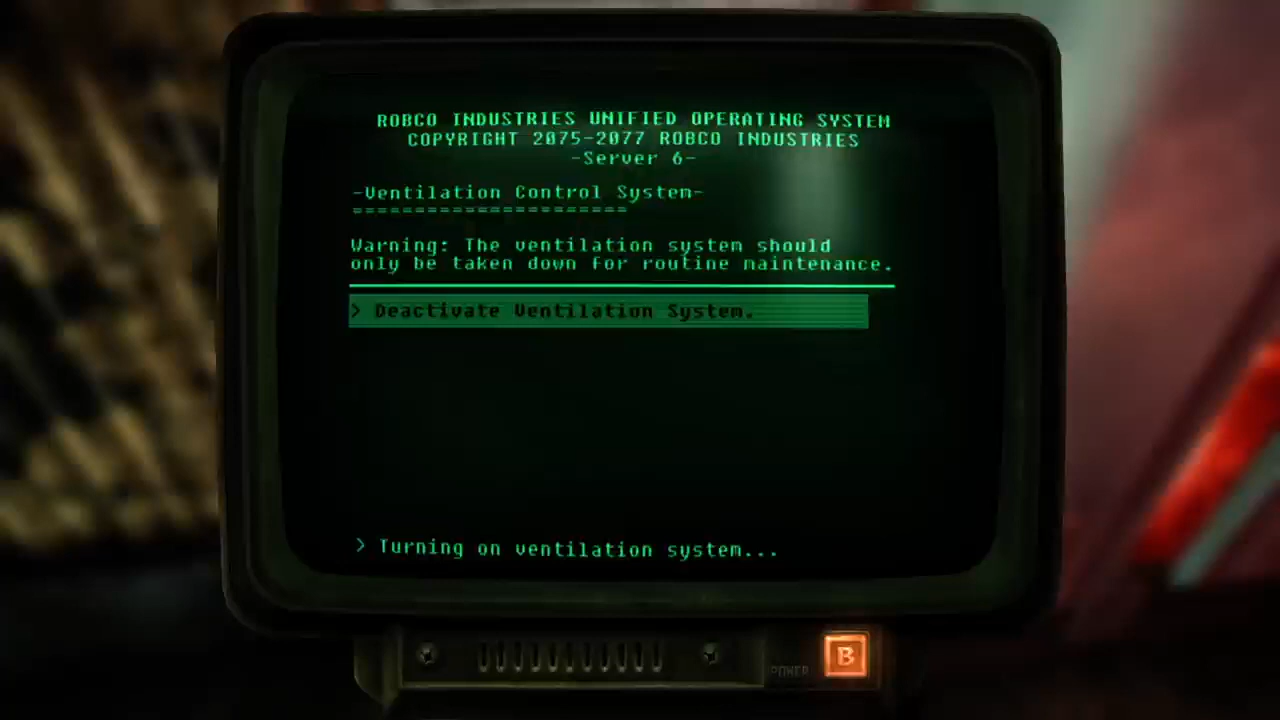 ROBCO INDUSTRIES UNIFIED OPERATING SYSTEM
COPYRIGHT 2075-2077 ROBCO INDUSTRIES
-Server 6-
-Ventilation Control System-
======================
Warning: The ventilation system should
only be taken down for routine maintenance.
> Deactivate Ventilation System.
> Turning on ventilation system...
POWER
B